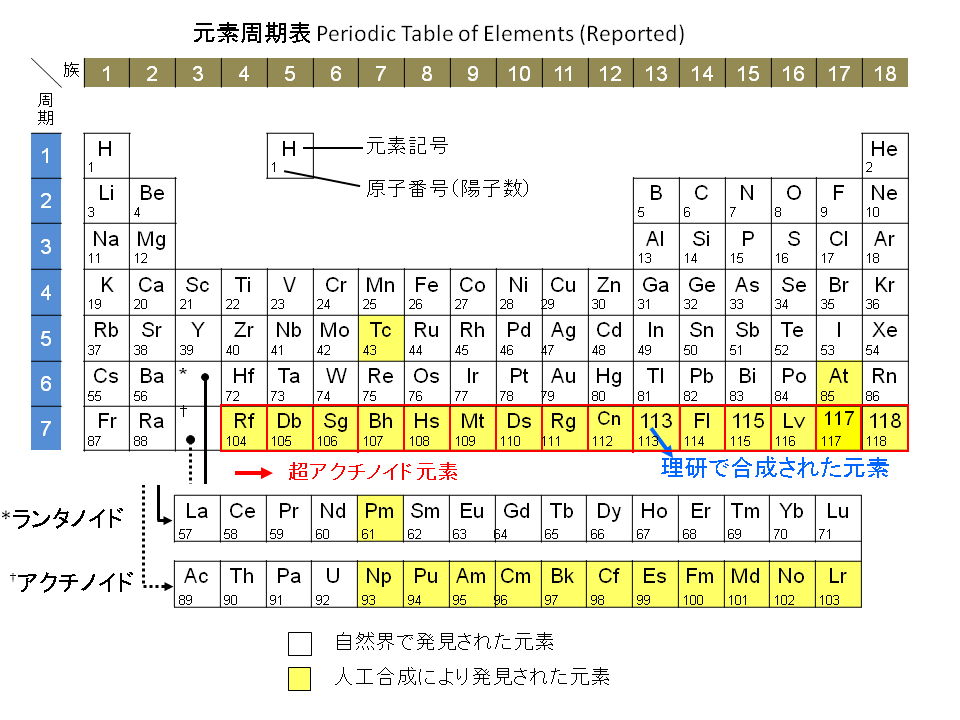 元素周期表 Periodic Table of Elements (Reported)
族 1 2 3 4 5 6 7 8 9 10 11 12 13 14 15 16 17 18
周期
1 H He
1 2
H 元素記号
1 原子番号(陽子数)
2 Li Be B C N O F Ne
3 4 5 6 7 8 9 10
3 Na Mg Al Si P S Cl Ar
11 12 13 14 15 16 17 18
4 K Ca Sc Ti V Cr Mn Fe Co Ni Cu Zn Ga Ge As Se Br Kr
19 20 21 22 23 24 25 26 27 28 29 30 31 32 33 34 35 36
5 Rb Sr Y Zr Nb Mo Tc Ru Rh Pd Ag Cd In Sn Sb Te I Xe
37 38 39 40 41 42 43 44 45 46 47 48 49 50 51 52 53 54
6 Cs Ba * Hf Ta W Re Os Ir Pt Au Hg Tl Pb Bi Po At Rn
55 56 72 73 74 75 76 77 78 79 80 81 82 83 84 85 86
7 Fr Ra † Rf Db Sg Bh Hs Mt Ds Rg Cn 113 Fl 115 Lv 117 118
87 88 104 105 106 107 108 109 110 111 112 113 114 115 116 117 118
超アクチノイド元素 理研で合成された元素
*ランタノイド La Ce Pr Nd Pm Sm Eu Gd Tb Dy Ho Er Tm Yb Lu
57 58 59 60 61 62 63 64 65 66 67 68 69 70 71
†アクチノイド Ac Th Pa U Np Pu Am Cm Bk Cf Es Fm Md No Lr
89 90 91 92 93 94 95 96 97 98 99 100 101 102 103
自然界で発見された元素
人工合成により発見された元素